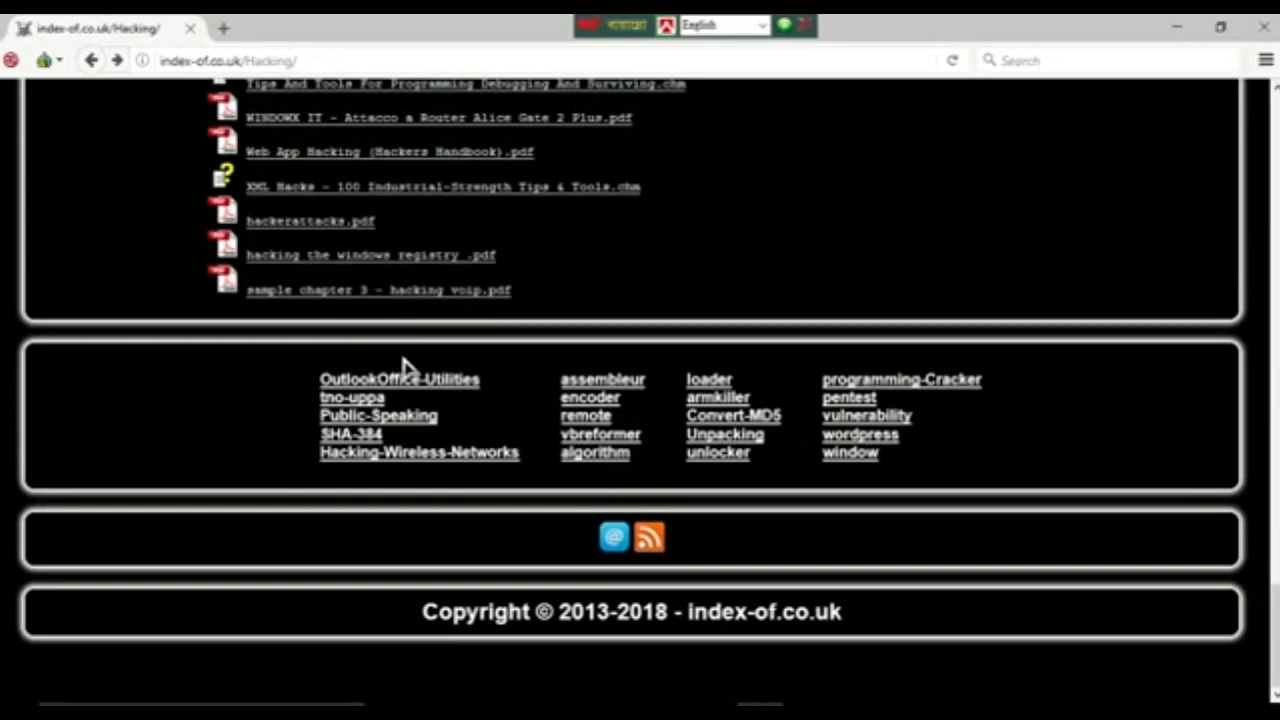 index-of.co.uk/Hacking/
English
index-of.co.uk/Hacking/
Search
Tips And Tools For Programming Debugging And Surviving.chm
WINDOWX IT - Attacco a Router Alice Gate 2 Plus.pdf
Web App Hacking (Hackers Handbook).pdf
XML Hacks - 100 Industrial-Strength Tips & Tools.chm
hackerattacks.pdf
hacking the windows registry .pdf
sample chapter 3 - hacking voip.pdf
OutlookOffice-Utilities assembleur loader programming-Cracker
tno-uppa encoder armkiller pentest
Public-Speaking remote Convert-MD5 vulnerability
SHA-384 vbreformer Unpacking wordpress
Hacking-Wireless-Networks algorithm unlocker window
Copyright © 2013-2018 - index-of.co.uk